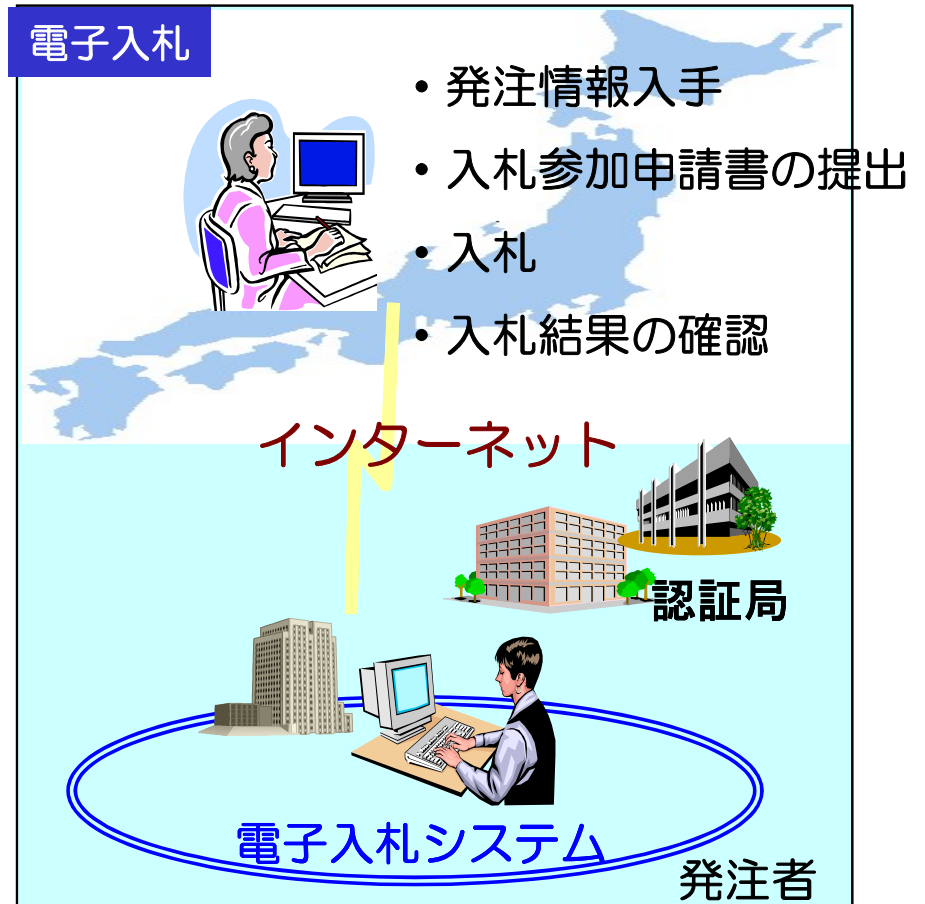 電子入札
・発注情報入手
・入札参加申請書の提出
・入札
・入札結果の確認
インターネット
認証局
電子入札システム
発注者